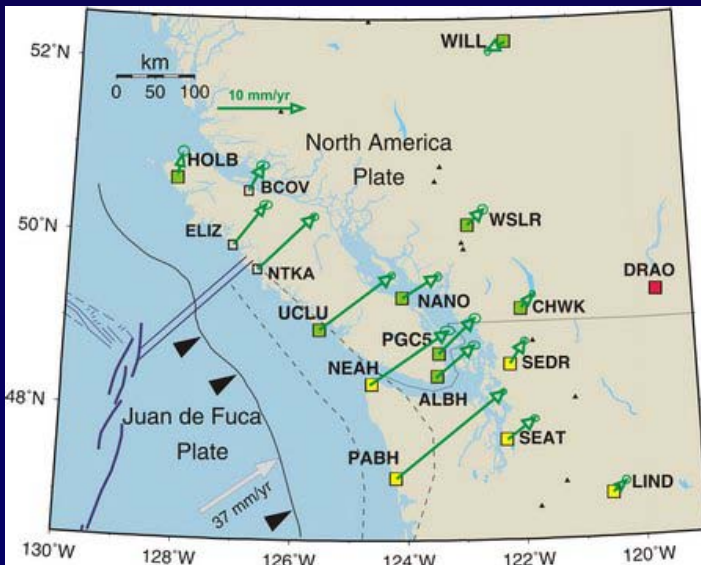 52°N
50°N
48°N
130°W
128°W
126°W
124°W
122°W
120°W
km
0 50 100
10 mm/yr
North America
Plate
WILL
HOLB
BCOV
ELIZ
NTKA
WSLR
DRAO
UCLU
NANO
CHWK
PGC5
NEAH
SEDR
ALBH
Juan de Fuca
Plate
PABH
SEAT
LIND
37 mm/yr